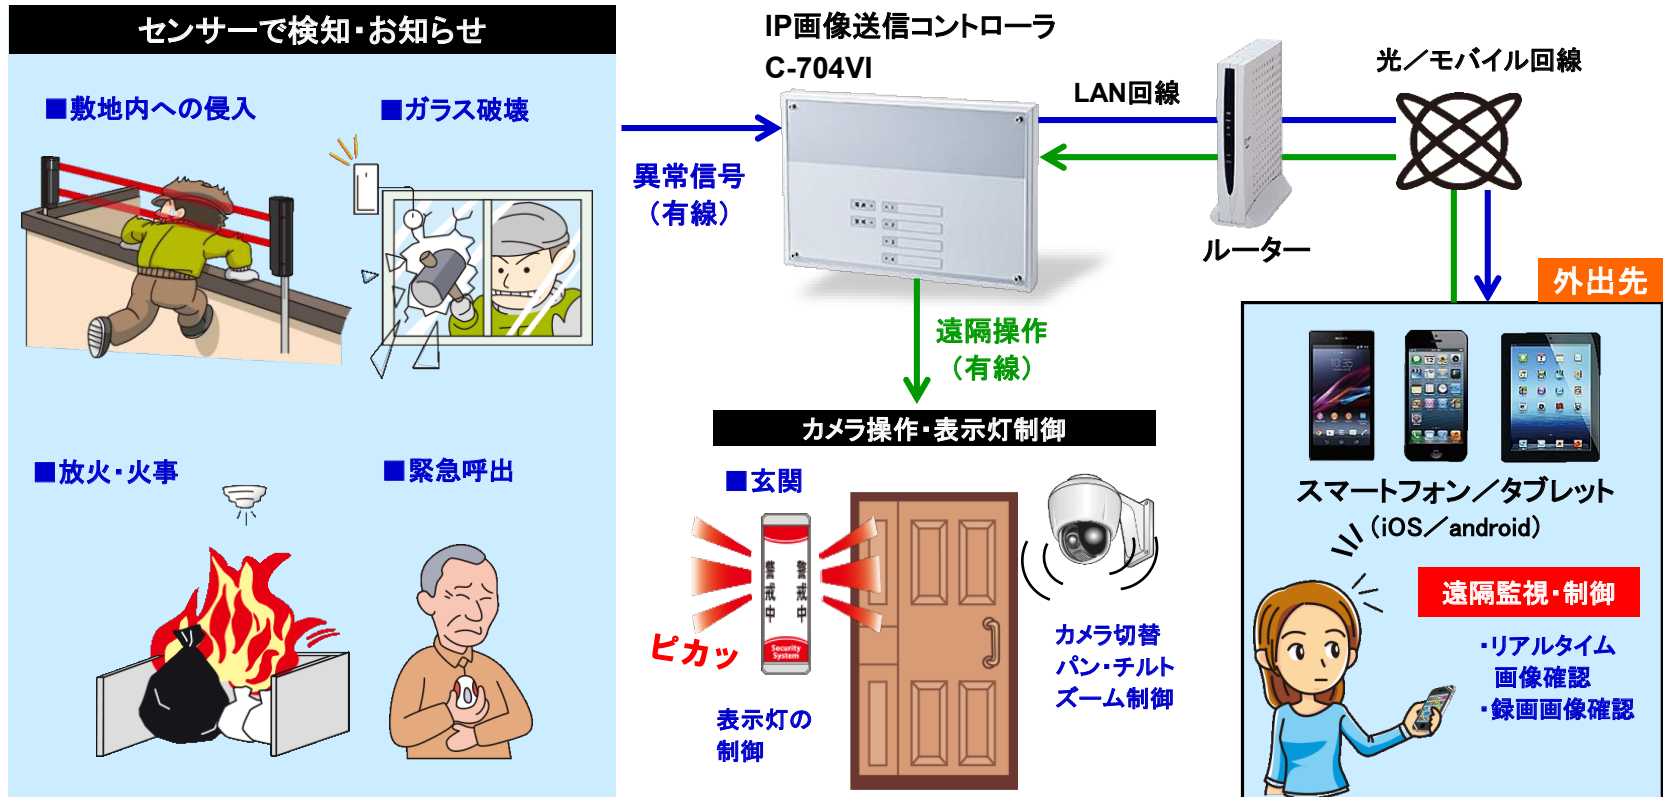 センサーで検知・お知らせ
■敷地内への侵入
■ガラス破壊
■放火・火事
■緊急呼出
異常信号
（有線）
IP画像送信コントローラ
C-704VI
LAN回線
ルーター
光／モバイル回線
遠隔操作
（有線）
カメラ操作・表示灯制御
■玄関
警戒中
警戒中
Security
System
ピカッ
表示灯の
制御
カメラ切替
パン・チルト
ズーム制御
外出先
SONY
スマートフォン／タブレット
（iOS／android）
遠隔監視・制御
・リアルタイム
画像確認
・録画画像確認